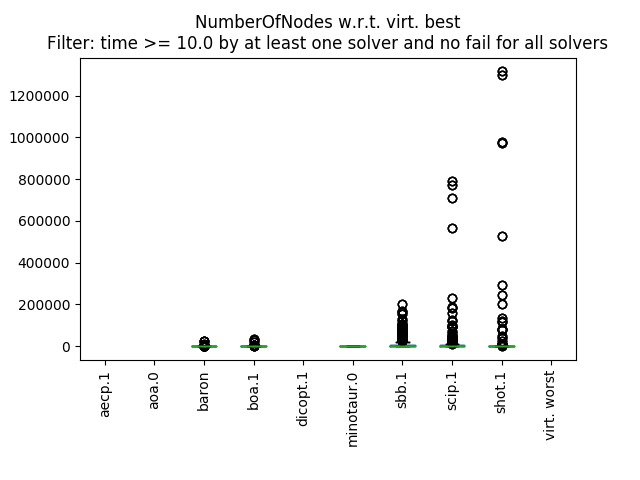 NumberOfNodes w.r.t. virt. best
Filter: time >= 10.0 by at least one solver and no fail for all solvers
1200000
1000000
800000
600000
400000
200000
0
aecp.1
aoa.0
baron
boa.1
dicopt.1
minotaur.0
sbb.1
scip.1
shot.1
virt. worst